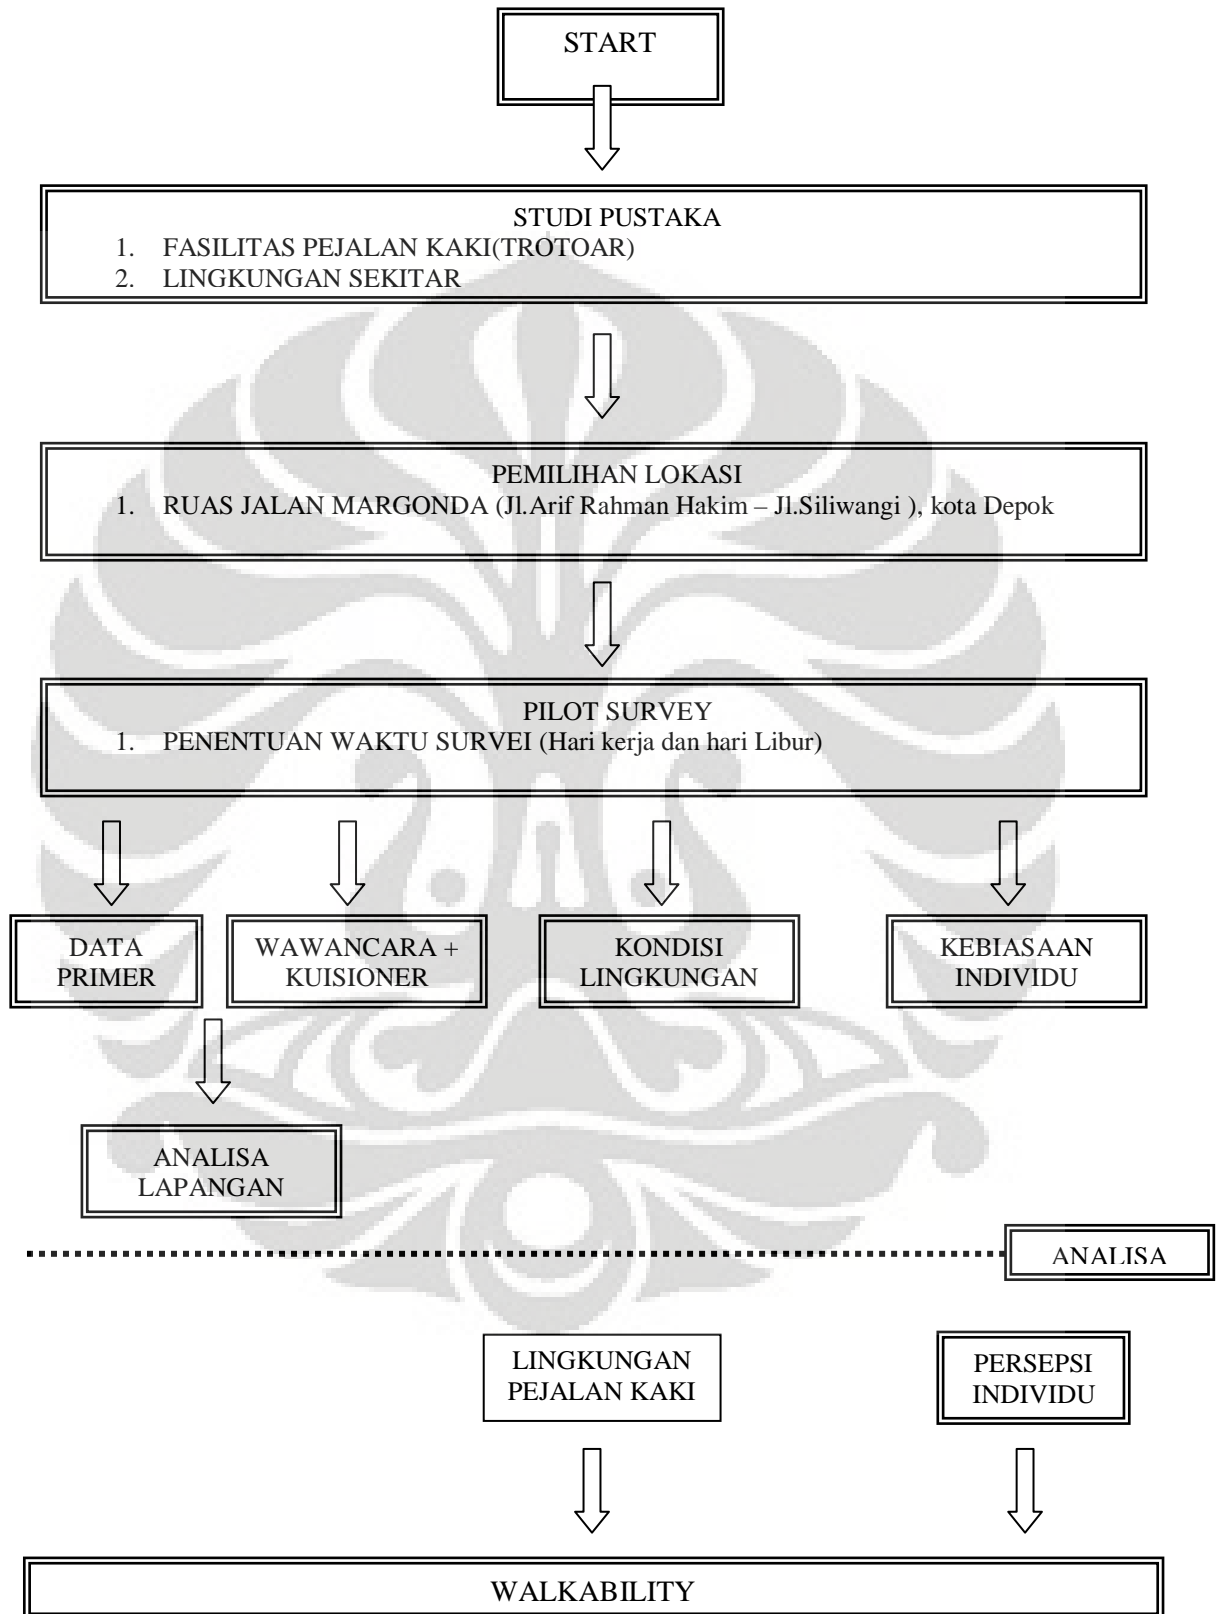 START
STUDI PUSTAKA
1. FASILITAS PEJALAN KAKI(TROTOAR)
2. LINGKUNGAN SEKITAR
PEMILIHAN LOKASI
1. RUAS JALAN MARGONDA (Jl.Arif Rahman Hakim – Jl.Siliwangi ), kota Depok
PILOT SURVEY
1. PENENTUAN WAKTU SURVEI (Hari kerja dan hari Libur)
DATA
PRIMER
WAWANCARA +
KUISIONER
KONDISI
LINGKUNGAN
KEBIASAAN
INDIVIDU
ANALISA
LAPANGAN
ANALISA
LINGKUNGAN
PEJALAN KAKI
PERSEPSI
INDIVIDU
WALKABILITY